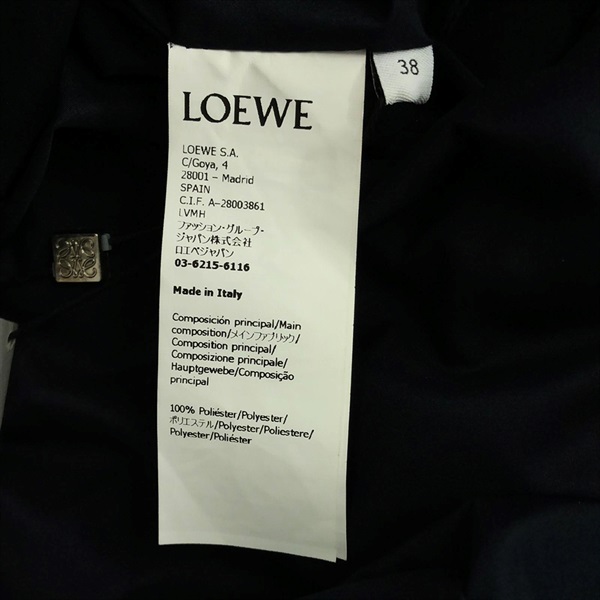 38
LOEWE
LOEWE S.A.
C/Goya, 4
28001 – Madrid
SPAIN
C.I.F. A-28003861
LVMH
ファッション・グループ・
ジャパン株式会社
ロエベジャパン
03-6215-6116
Made in Italy
Composición principal/Main
composition/メインファブリック/
Composition principal/
Composizione principale/
Hauptgewebe/Composição
principal
100% Poliéster/Polyester/
ポリエステル/Polyester/Poliestere/
Polyester/Poliéster